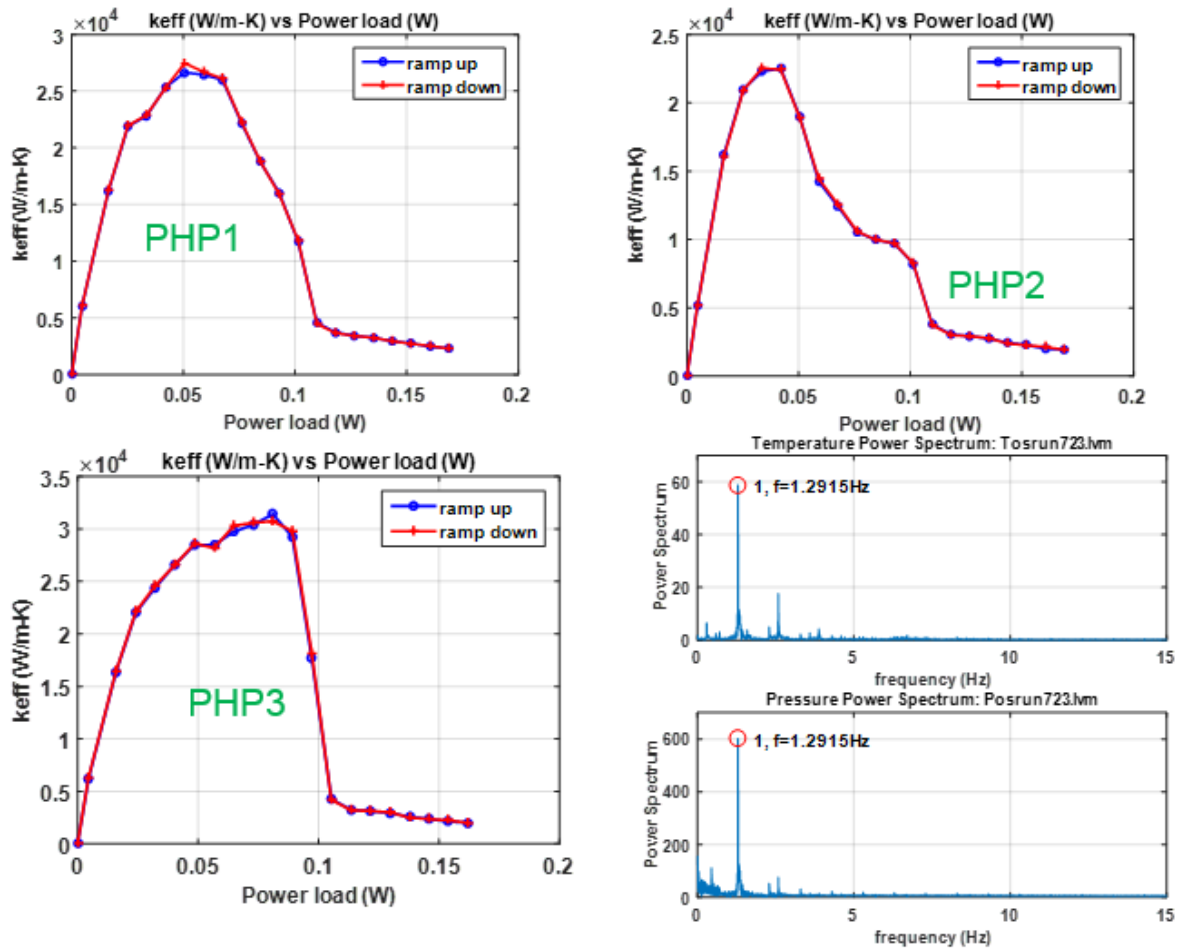 keff (W/m-K) vs Power load (W)
×10⁴
3
2.5
2
1.5
1
0.5
0
keff(W/m-K)
ramp up
ramp down
PHP1
0
0.05
0.1
0.15
0.2
Power load (W)
keff (W/m-K) vs Power load (W)
×10⁴
2.5
2
1.5
1
0.5
0
keff (W/m-K)
ramp up
ramp down
PHP2
0
0.05
0.1
0.15
0.2
Power load (W)
keff (W/m-K) vs Power load (W)
×10⁴
3.5
3
2.5
2
1.5
1
0.5
0
keff (W/m-K)
ramp up
ramp down
PHP3
0
0.05
0.1
0.15
0.2
Power load (W)
Temperature Power Spectrum: Tosrun723.lvm
60
40
20
0
Power Spectrum
1, f=1.2915Hz
0
5
10
15
frequency (Hz)
Pressure Power Spectrum: Posrun723.lvm
600
400
200
0
Power Spectrum
1, f=1.2915Hz
0
5
10
15
frequency (Hz)